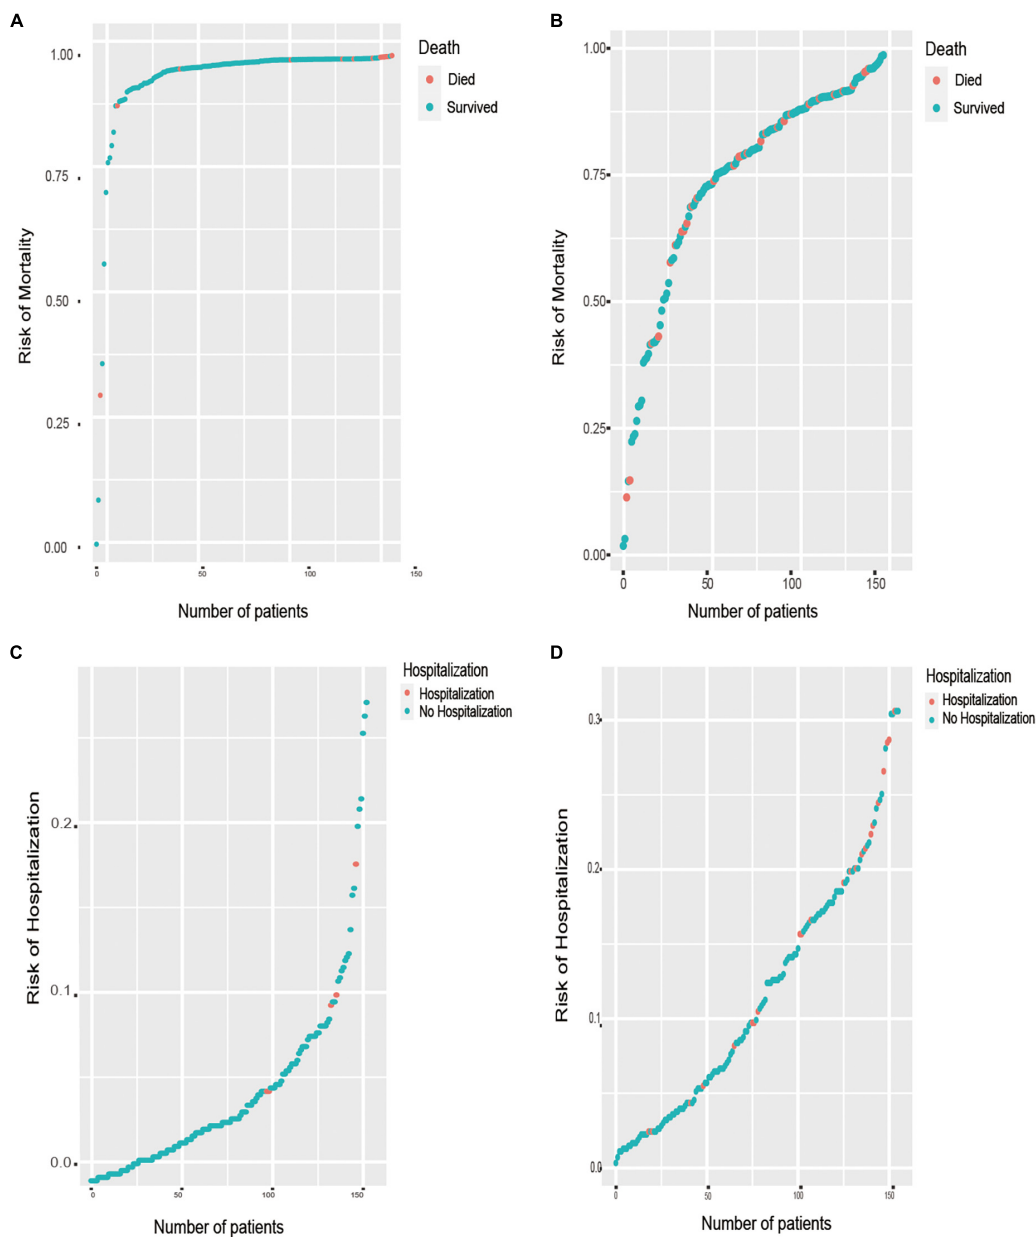 A
Death
Died
Survived
Risk of Mortality
1.00
0.75
0.50
0.25
0.00
0 50 100 150
Number of patients
B
Death
Died
Survived
Risk of Mortality
1.00
0.75
0.50
0.25
0.00
0 50 100 150
Number of patients
C
Hospitalization
Hospitalization
No Hospitalization
Risk of Hospitalization
0.2
0.1
0.0
0 50 100 150
Number of patients
D
Hospitalization
Hospitalization
No Hospitalization
Risk of Hospitalization
0.3
0.2
0.1
0.0
0 50 100 150
Number of patients